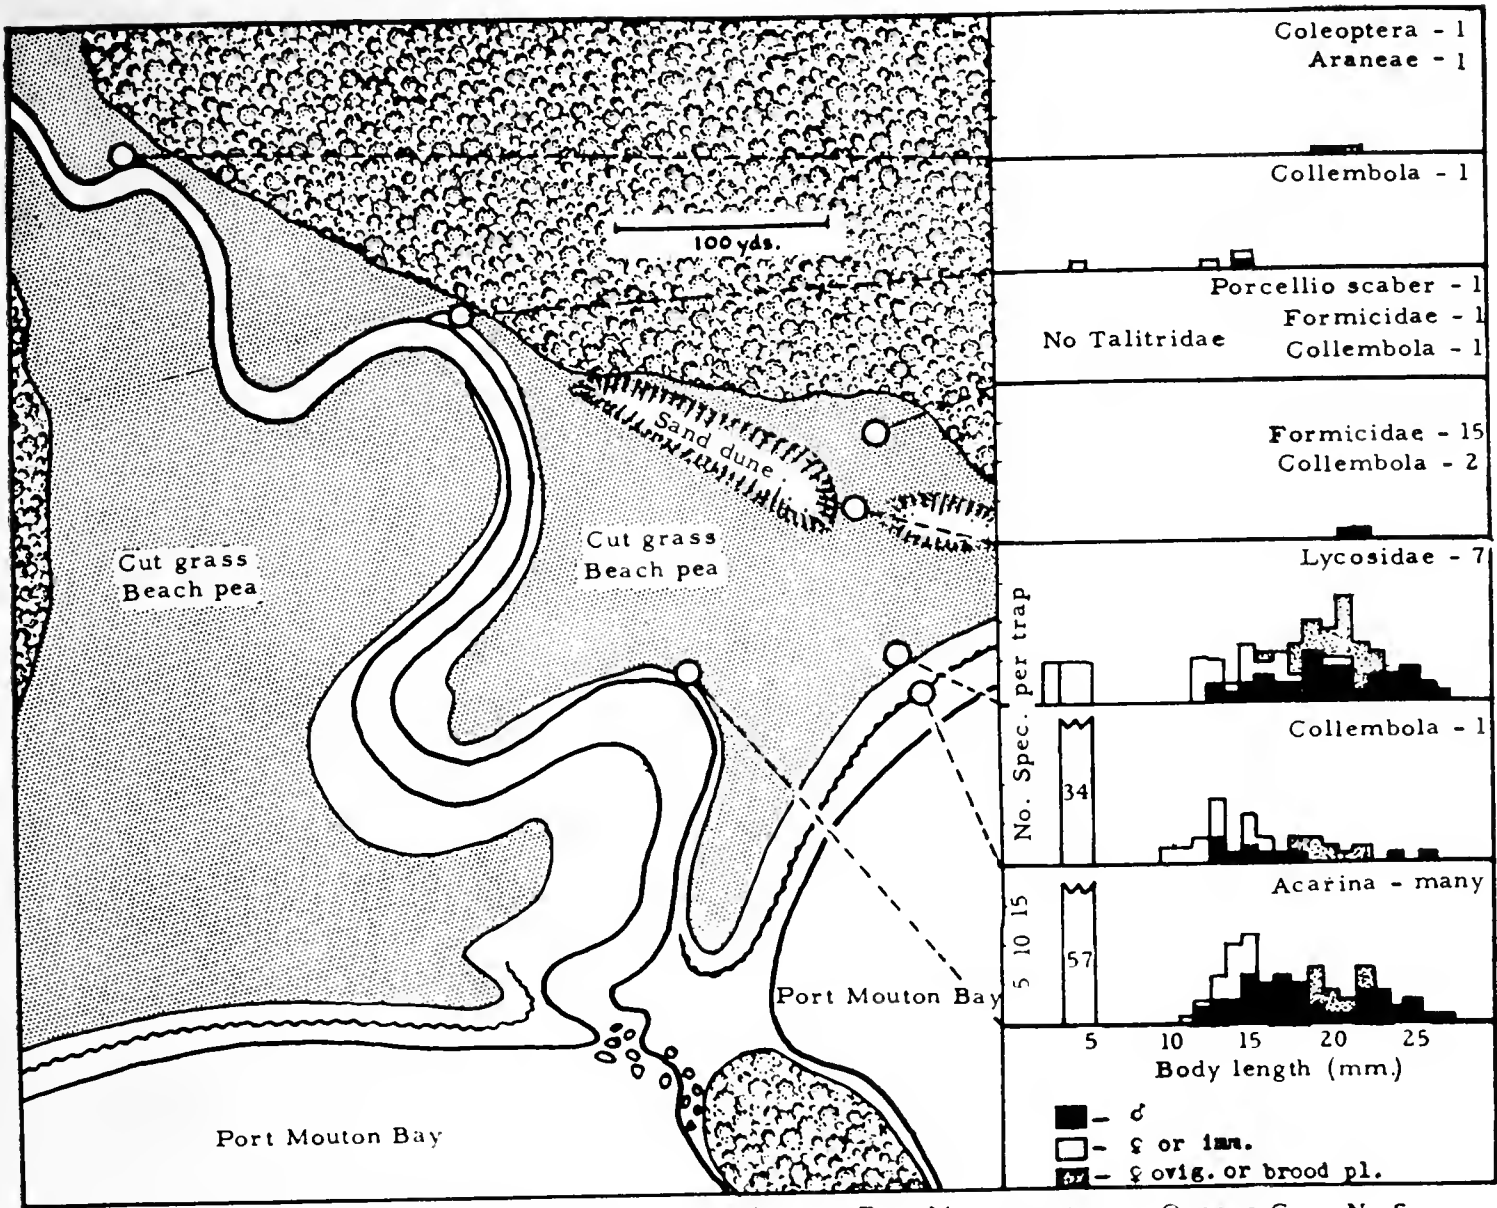 Coleoptera - 1
Araneae - 1
Collembola - 1
100 yds.
Porcellio scaber - 1
Formicidae - 1
Collembola - 1
No Talitridae
Sand dune
Formicidae - 15
Collembola - 2
Cut grass
Beach pea
Cut grass
Beach pea
Lycosidae - 7
No. Spec. per trap
Collembola - 1
34
Acarina - many
57
5 10 15
Port Mouton Bay
5 10 15 20 25
Body length (mm.)
Port Mouton Bay
- ♂
- ♀ or imm.
- ♀ ovig. or brood pl.